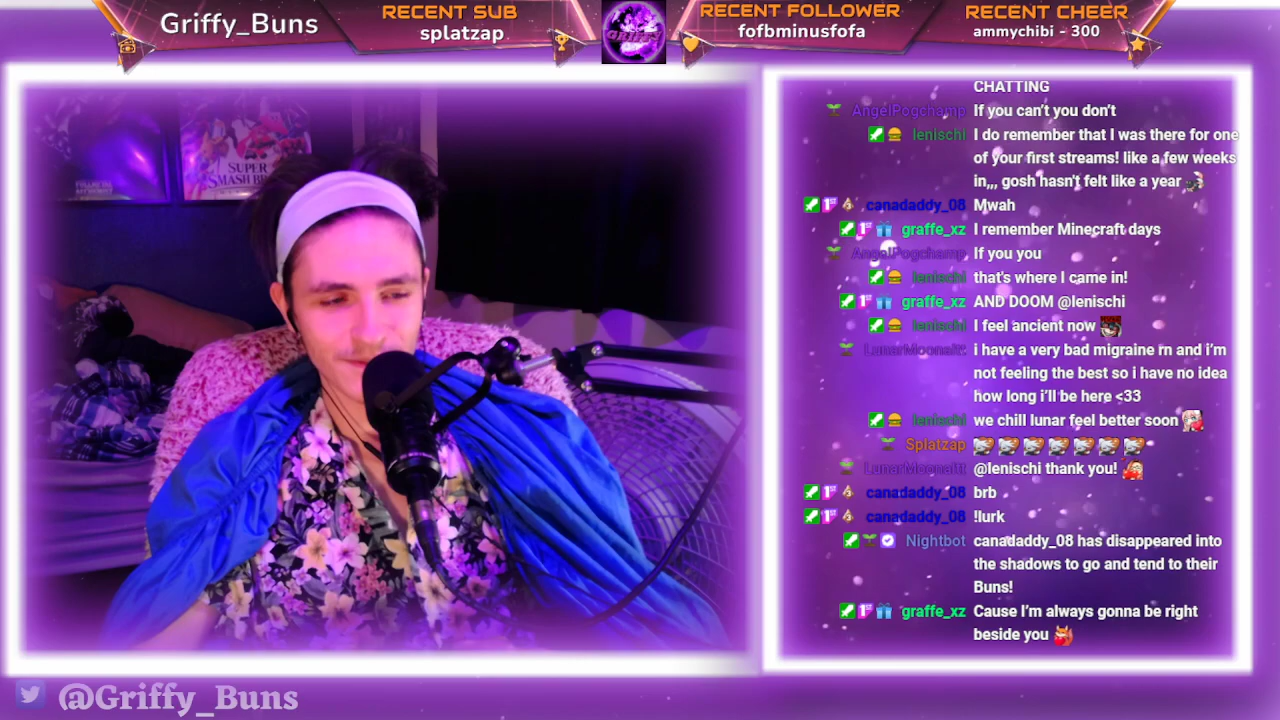 Griffy_Buns
RECENT SUB
splatzap
GRIFFY
RECENT FOLLOWER
fofbminusfofa
RECENT CHEER
ammychibi - 300
SUPER
SMASH BR
CHATTING
AngelPogchamp If you can't you don't
lenischi I do remember that I was there for one
of your first streams! like a few weeks
in,,, gosh hasn't felt like a year
canadaddy_08 Mwah
graffe_xz I remember Minecraft days
AngelPogchamp If you you
lenischi that's where I came in!
graffe_xz AND DOOM @lenischi
lenischi I feel ancient now
i have a very bad migraine rn and i'm
not feeling the best so i have no idea
how long i'll be here <33
lenischi we chill lunar feel better soon
Splatzap
@lenischi thank you!
canadaddy_08 brb
canadaddy_08 !lurk
Nightbot canadaddy_08 has disappeared into
the shadows to go and tend to their
Buns!
graffe_xz Cause I'm always gonna be right
beside you
@Griffy_Buns